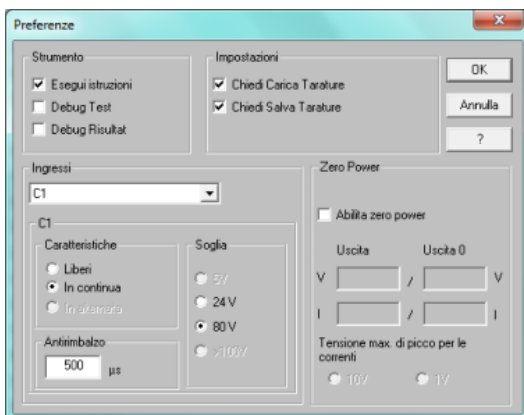 Preferenze
Strumento
Esegui istruzioni
Debug Test
Debug Risultat
Impostazioni
Chiedi Carica Tarature
Chiedi Salva Tarature
OK
Annulla
?
Ingressi
C1
C1
Caratteristiche
Liberi
In continua
In alternata
Antirimbalzo
500 µs
Soglia
5V
24 V
80 V
>100V
Zero Power
Abilita zero power
Uscita Uscita 0
V / V
I / I
Tensione max. di picco per le
correnti
10V 1V